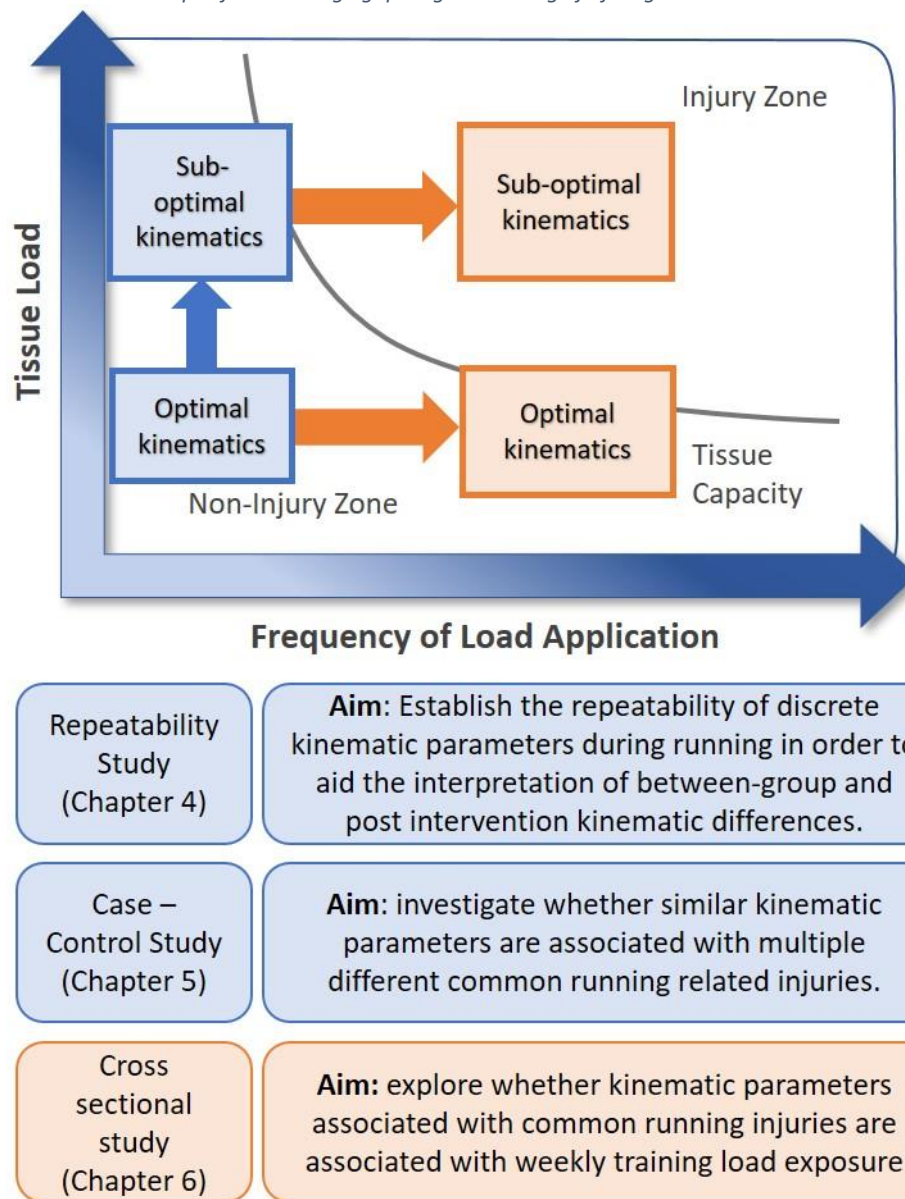 Injury Zone
Sub-
optimal
kinematics
Sub-optimal
kinematics
Tissue Load
Optimal
kinematics
Optimal
kinematics
Tissue
Capacity
Non-Injury Zone
Frequency of Load Application
Repeatability
Study
(Chapter 4)
Aim: Establish the repeatability of discrete
kinematic parameters during running in order
aid the interpretation of between-group and
post intervention kinematic differences.
Case –
Control Study
(Chapter 5)
Aim: investigate whether similar kinematic
parameters are associated with multiple
different common running related injuries.
Cross
sectional
study
(Chapter 6)
Aim: explore whether kinematic parameters
associated with common running injuries are
associated with weekly training load exposure